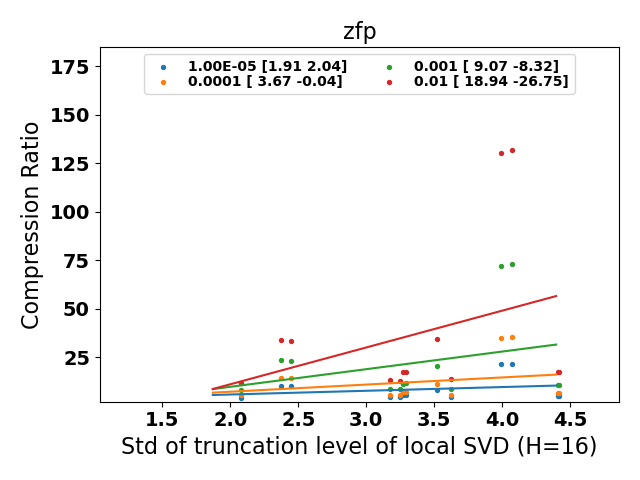 zfp
1.00E-05 [1.91 2.04]
0.0001 [ 3.67 -0.04]
0.001 [ 9.07 -8.32]
0.01 [ 18.94 -26.75]
Compression Ratio
175
150
125
100
75
50
25
1.5 2.0 2.5 3.0 3.5 4.0 4.5
Std of truncation level of local SVD (H=16)